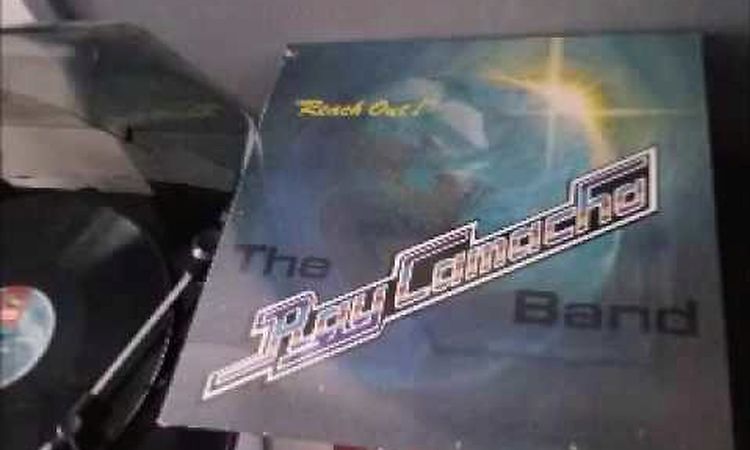 "Reach Out!"
The
Ray Camacho
Band